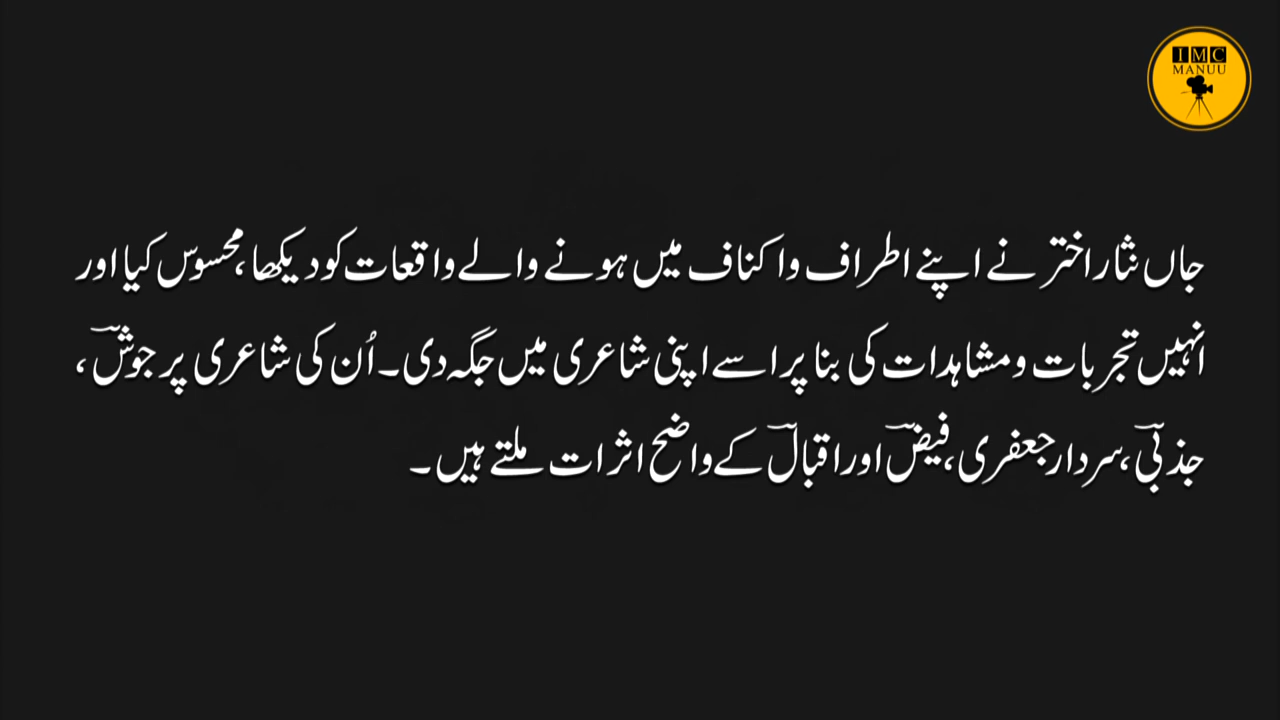 IMC
MANUU
جاں نثار اختر نے اپنے اطراف و اکناف میں ہونے والے واقعات کو دیکھا، محسوس کیا اور
انہیں تجربات و مشاہدات کی بنا پر اسے اپنی شاعری میں جگہ دی۔ اُن کی شاعری پر جوشؔ،
جذبیؔ، سردار جعفری، فیضؔ اور اقبالؔ کے واضح اثرات ملتے ہیں۔